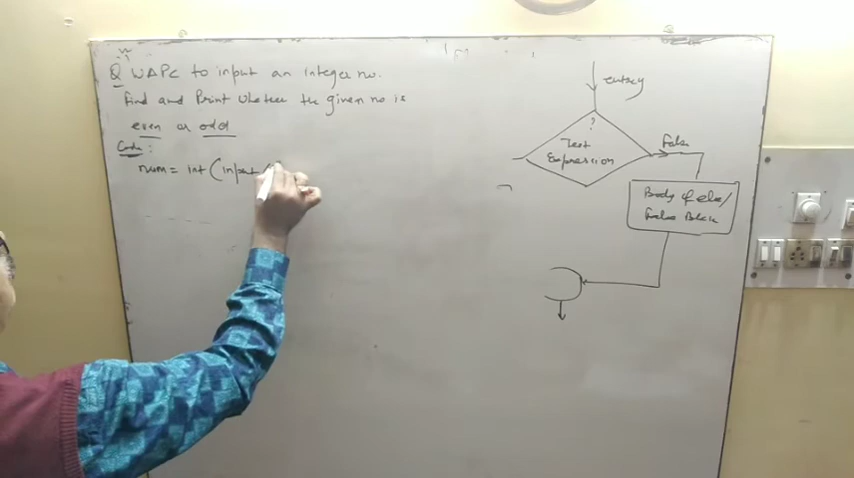 Q WAPC to input an integer no.
Find and Print whether the given no is
even or odd
Code :
num = int (input (
entry
?
Test
Expression
False
Body of else/
False Block